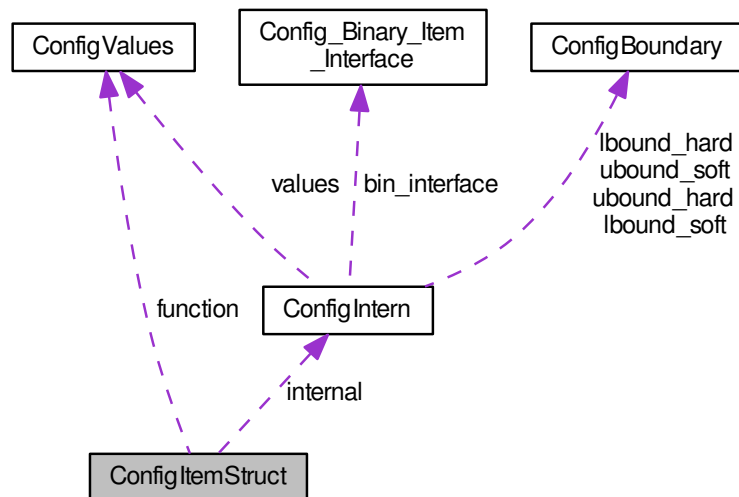 ConfigValues
Config_Binary_Item
_Interface
ConfigBoundary
lbound_hard
ubound_soft
ubound_hard
lbound_soft
values
bin_interface
function
ConfigIntern
internal
ConfigItemStruct